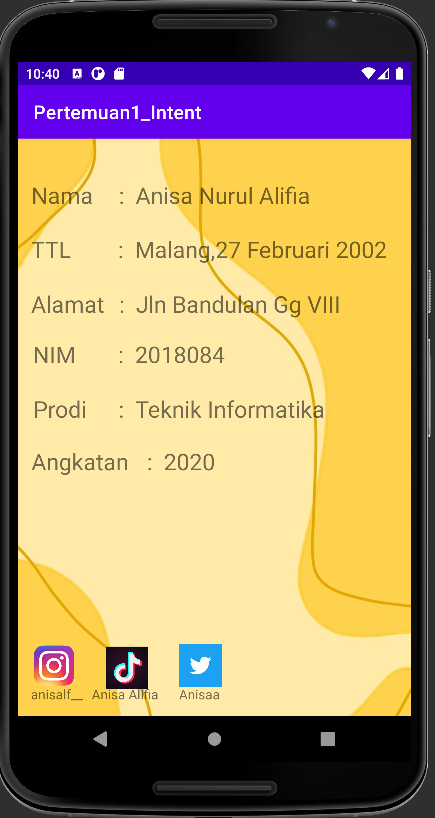 10:40
Pertemuan1_Intent
Nama : Anisa Nurul Alifia
TTL : Malang,27 Februari 2002
Alamat : Jln Bandulan Gg VIII
NIM : 2018084
Prodi : Teknik Informatika
Angkatan : 2020
anisalf__ Anisa Alfia Anisaa